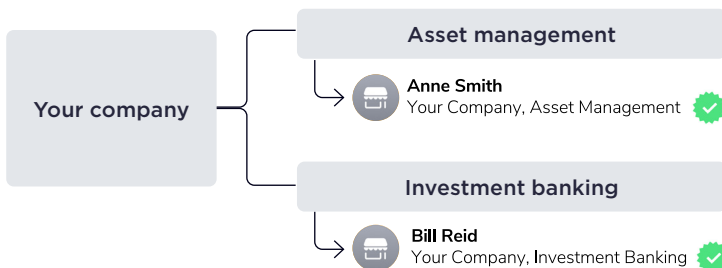 Asset management
Your company
Anne Smith
Your Company, Asset Management
Investment banking
Bill Reid
Your Company, Investment Banking